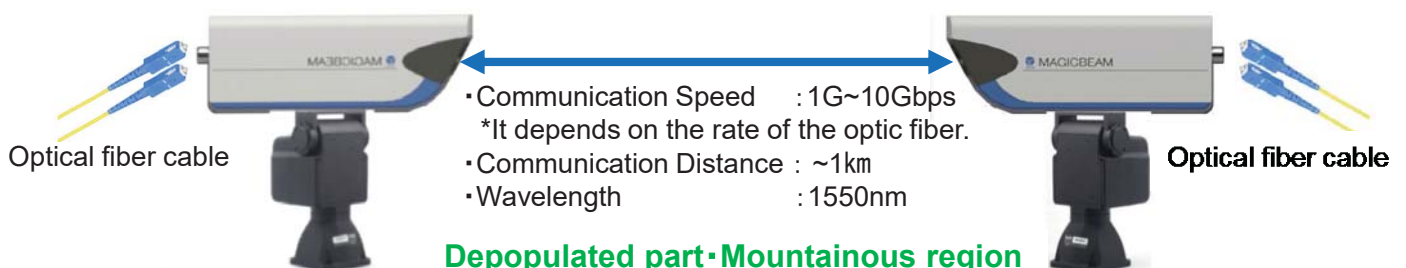 MAGICBEAM
MAGICBEAM
・Communication Speed : 1G~10Gbps
*It depends on the rate of the optic fiber.
・Communication Distance : ~1km
・Wavelength : 1550nm
Optical fiber cable
Optical fiber cable
Depopulated part・Mountainous region